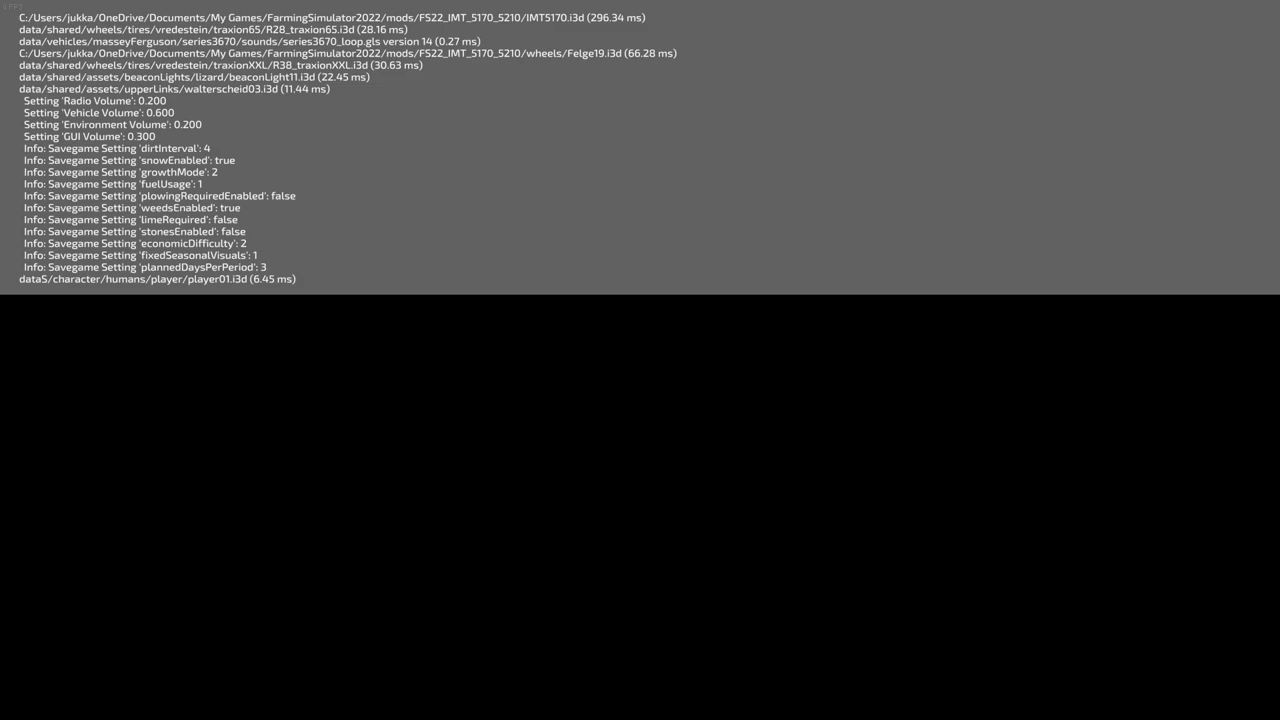 C:/Users/jukka/OneDrive/Documents/My Games/FarmingSimulator2022/mods/FS22_IMT_5170_5210/IMT5170.i3d (296.34 ms)
data/shared/wheels/tires/vredestein/traxion65/R28_traxion65.i3d (28.16 ms)
data/vehicles/masseyFerguson/series3670/sounds/series3670_loop.gls version 14 (0.27 ms)
C:/Users/jukka/OneDrive/Documents/My Games/FarmingSimulator2022/mods/FS22_IMT_5170_5210/wheels/Felge19.i3d (66.28 ms)
data/shared/wheels/tires/vredestein/traxionXXL/R38_traxionXXL.i3d (30.63 ms)
data/shared/assets/beaconLights/lizard/beaconLight11.i3d (22.45 ms)
data/shared/assets/upperLinks/walterscheid03.i3d (11.44 ms)
Setting 'Radio Volume': 0.200
Setting 'Vehicle Volume': 0.600
Setting 'Environment Volume': 0.200
Setting 'GUI Volume': 0.300
Info: Savegame Setting 'dirtInterval': 4
Info: Savegame Setting 'snowEnabled': true
Info: Savegame Setting 'growthMode': 2
Info: Savegame Setting 'fuelUsage': 1
Info: Savegame Setting 'plowingRequiredEnabled': false
Info: Savegame Setting 'weedsEnabled': true
Info: Savegame Setting 'limeRequired': false
Info: Savegame Setting 'stonesEnabled': false
Info: Savegame Setting 'economicDifficulty': 2
Info: Savegame Setting 'fixedSeasonalVisuals': 1
Info: Savegame Setting 'plannedDaysPerPeriod': 3
dataS/character/humans/player/player01.i3d (6.45 ms)